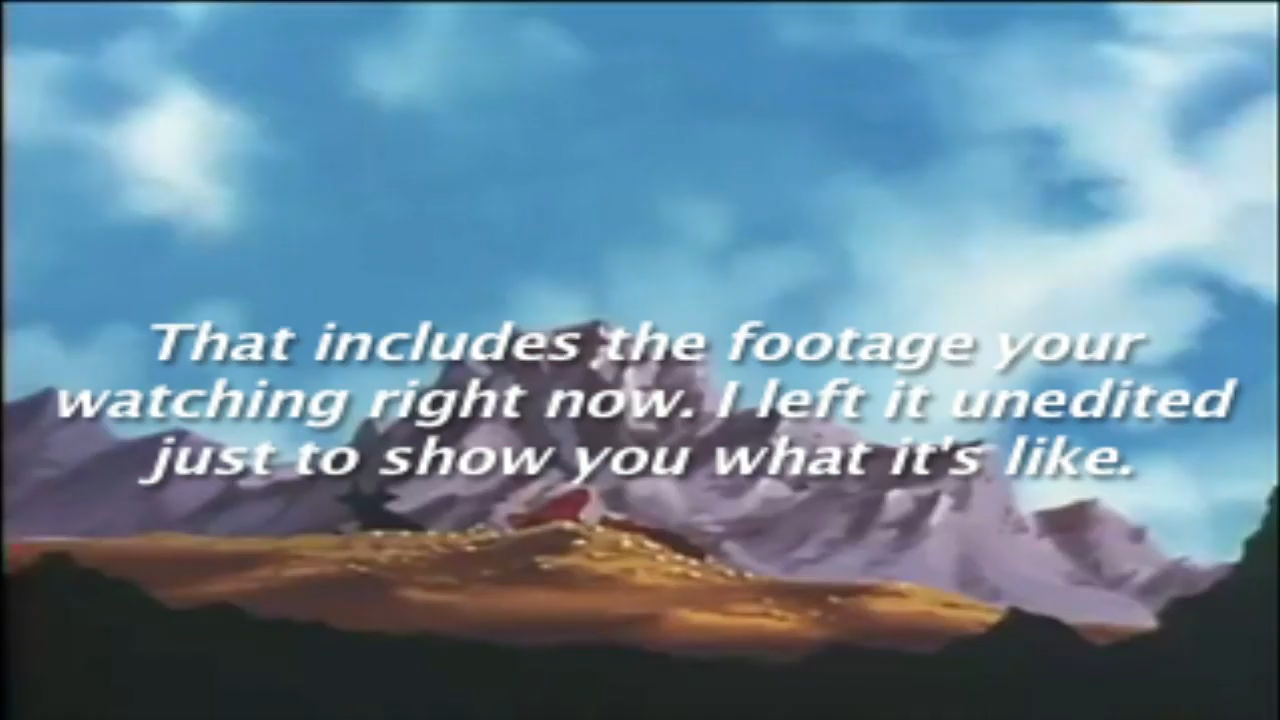 That includes the footage your
watching right now. I left it unedited
just to show you what it's like.